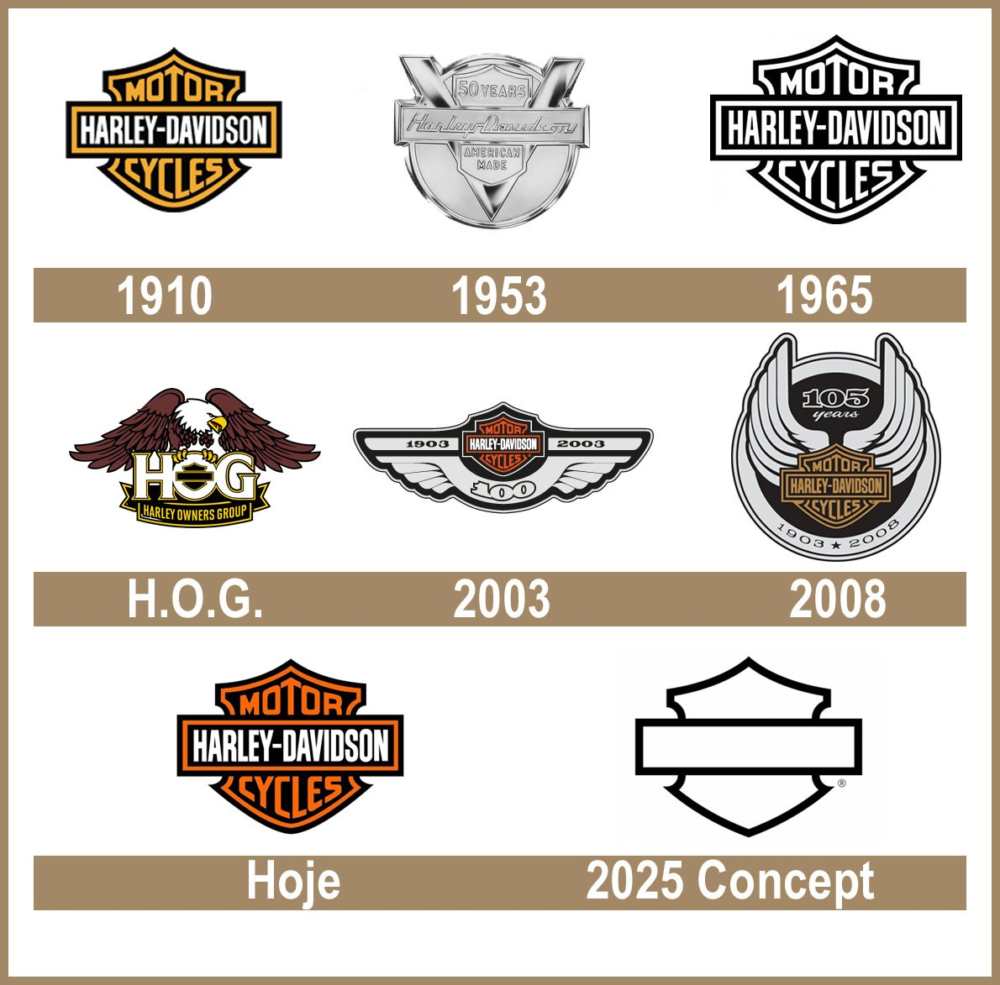 MOTOR
HARLEY-DAVIDSON
CYCLES
50 YEARS
Harley-Davidson
AMERICAN
MADE
MOTOR
HARLEY-DAVIDSON
CYCLES
1910
1953
1965
HOG
HARLEY OWNERS GROUP
MOTOR
1903 HARLEY-DAVIDSON 2003
CYCLES
100
105
years
MOTOR
HARLEY-DAVIDSON
CYCLES
1903 ★ 2008
H.O.G.
2003
2008
MOTOR
HARLEY-DAVIDSON
CYCLES
®
Hoje
2025 Concept